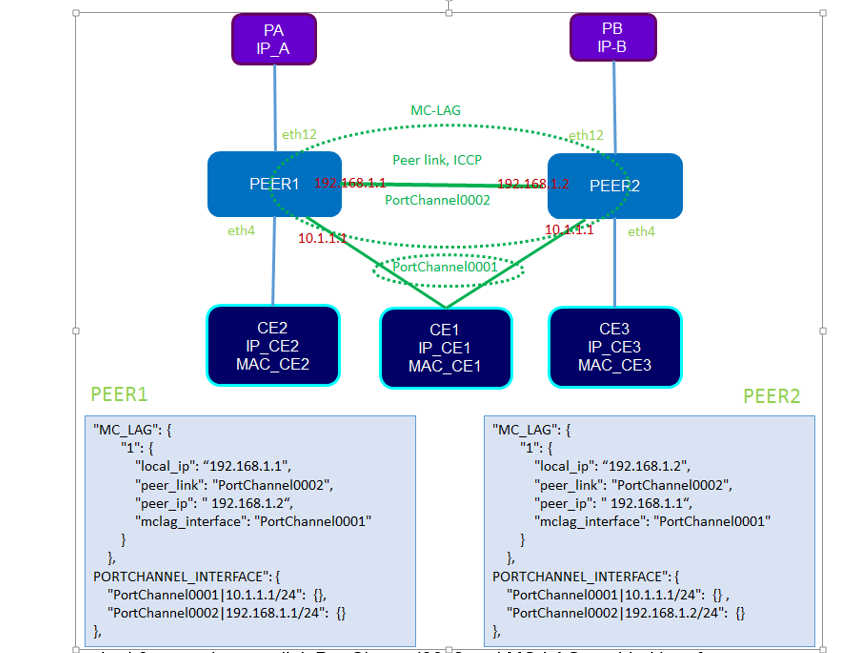 PA
IP_A
PB
IP-B
MC-LAG
eth12
eth12
Peer link, ICCP
PEER1
192.168.1.1
192.168.1.2
PEER2
PortChannel0002
eth4
10.1.1.1
10.1.1.1
eth4
PortChannel0001
CE2
IP_CE2
MAC_CE2
CE1
IP_CE1
MAC_CE1
CE3
IP_CE3
MAC_CE3
PEER1
PEER2
"MC_LAG": {
"1": {
"local_ip": “192.168.1.1",
"peer_link": "PortChannel0002",
"peer_ip": " 192.168.1.2“,
"mclag_interface": "PortChannel0001"
}
},
PORTCHANNEL_INTERFACE": {
"PortChannel0001|10.1.1.1/24":  {},
"PortChannel0002|192.168.1.1/24":  {}
},
"MC_LAG": {
"1": {
"local_ip": “192.168.1.2",
"peer_link": "PortChannel0002",
"peer_ip": " 192.168.1.1“,
"mclag_interface": "PortChannel0001"
}
},
PORTCHANNEL_INTERFACE": {
"PortChannel0001|10.1.1.1/24":  {} ,
"PortChannel0002|192.168.1.2/24":  {}
},